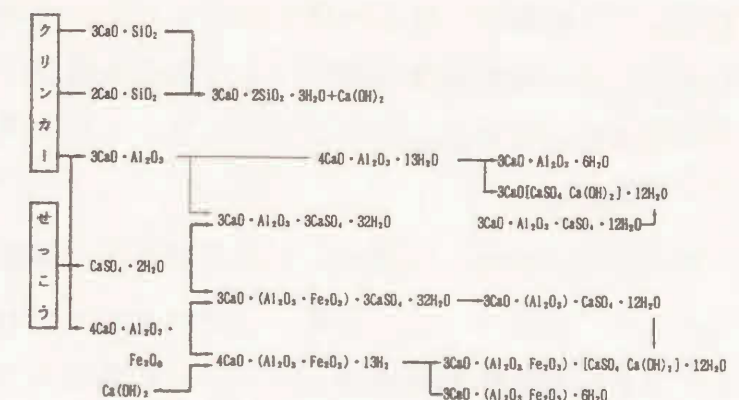 クリンカー
せっこう
3CaO・SiO₂
2CaO・SiO₂
3CaO・2SiO₂・3H₂O+Ca(OH)₂
3CaO・Al₂O₃
4CaO・Al₂O₃・13H₂O
3CaO・Al₂O₃・6H₂O
3CaO[CaSO₄ Ca(OH)₂]・12H₂O
3CaO・Al₂O₃・3CaSO₄・32H₂O
3CaO・Al₂O₃・CaSO₄・12H₂O
CaSO₄・2H₂O
3CaO・(Al₂O₃・Fe₂O₃)・3CaSO₄・32H₂O
3CaO・(Al₂O₃)・CaSO₄・12H₂O
4CaO・Al₂O₃・
Fe₂O₆
4CaO・(Al₂O₃・Fe₂O₃)・13H₂
3CaO・(Al₂O₃ Fe₂O₃)・[CaSO₄ Ca(OH)₂]・12H₂O
Ca(OH)₂
3CaO・(Al₂O₃ Fe₂O₃)・6H₂O